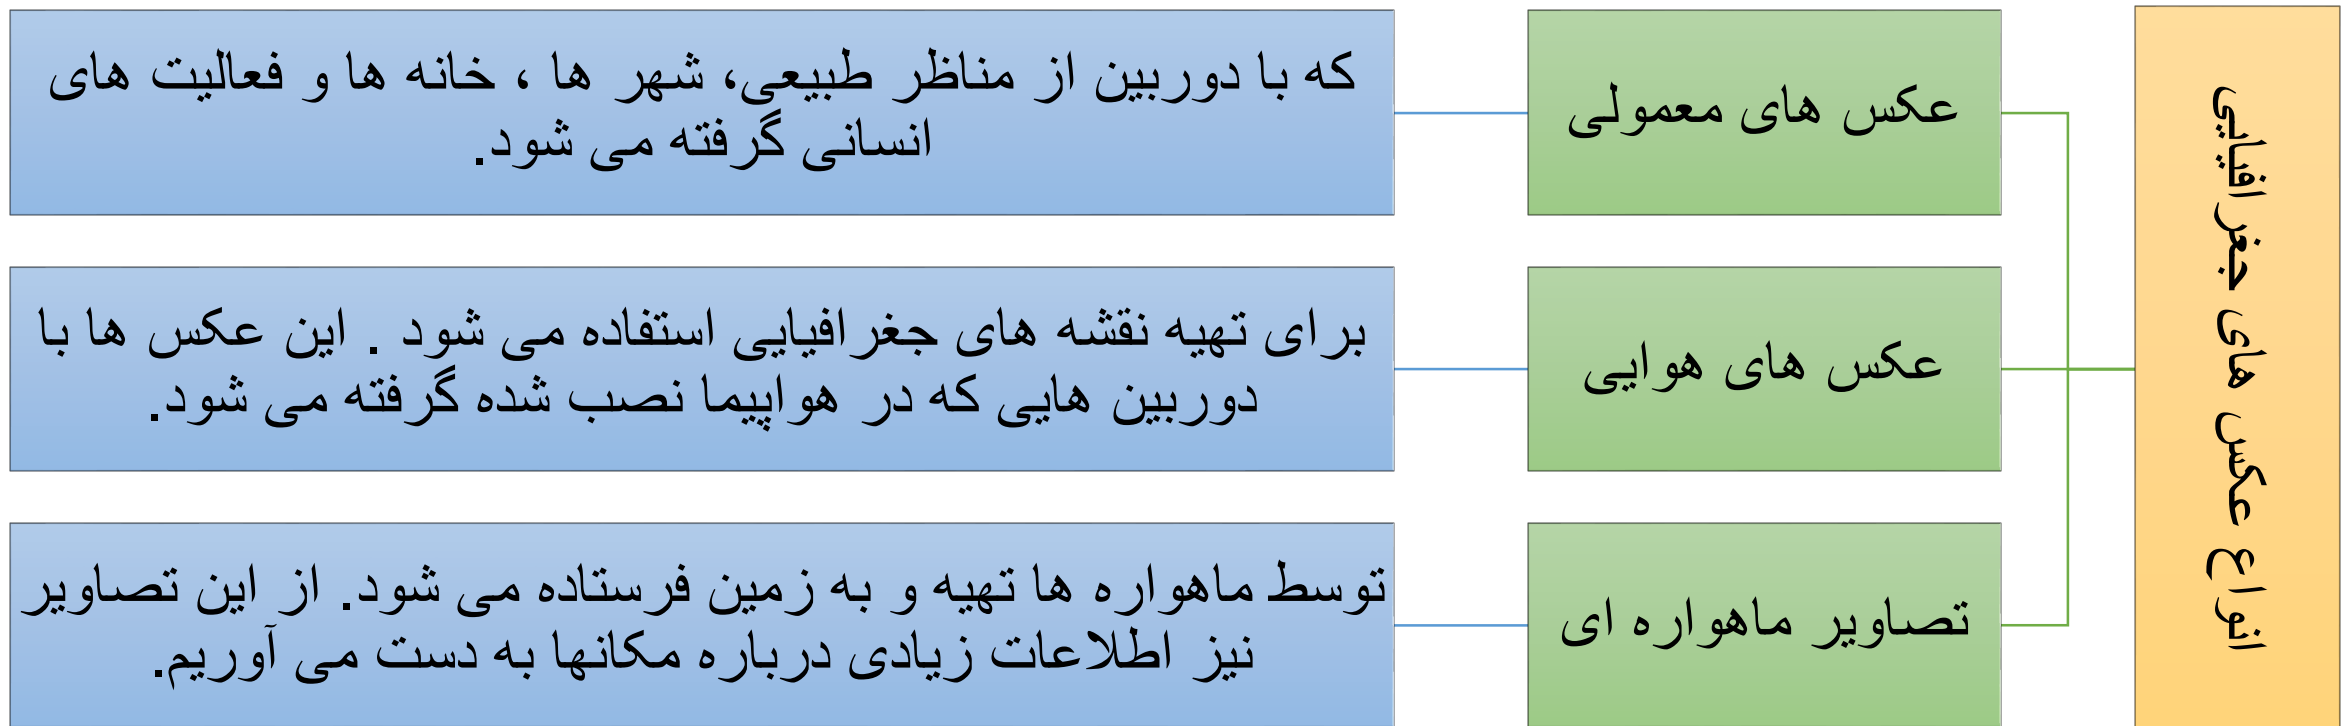 انواع عکس های جغرافیایی
عکس های معمولی
که با دوربین از مناظر طبیعی، شهر ها ، خانه ها و فعالیت های
انسانی گرفته می شود.
عکس های هوایی
برای تهیه نقشه های جغرافیایی استفاده می شود . این عکس ها با
دوربین هایی که در هواپیما نصب شده گرفته می شود.
تصاویر ماهواره ای
توسط ماهواره ها تهیه و به زمین فرستاده می شود. از این تصاویر
نیز اطلاعات زیادی درباره مکانها به دست می آوریم.